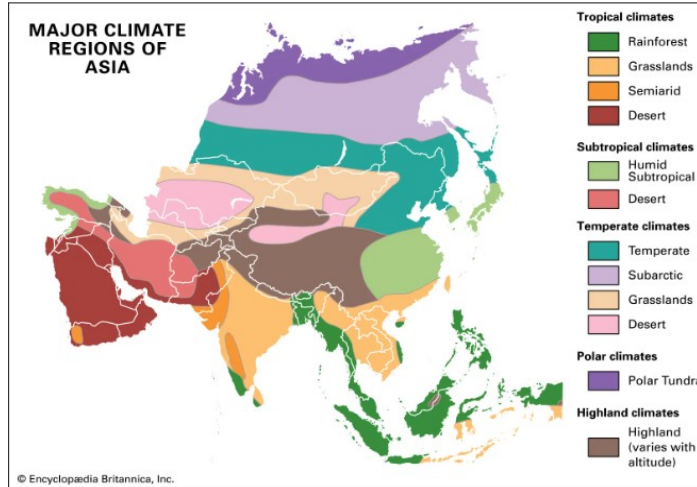 MAJOR CLIMATE
REGIONS OF
ASIA
Tropical climates
Rainforest
Grasslands
Semiarid
Desert
Subtropical climates
Humid
Subtropical
Desert
Temperate climates
Temperate
Subarctic
Grasslands
Desert
Polar climates
Polar Tundra
Highland climates
Highland
(varies with
altitude)
© Encyclopædia Britannica, Inc.